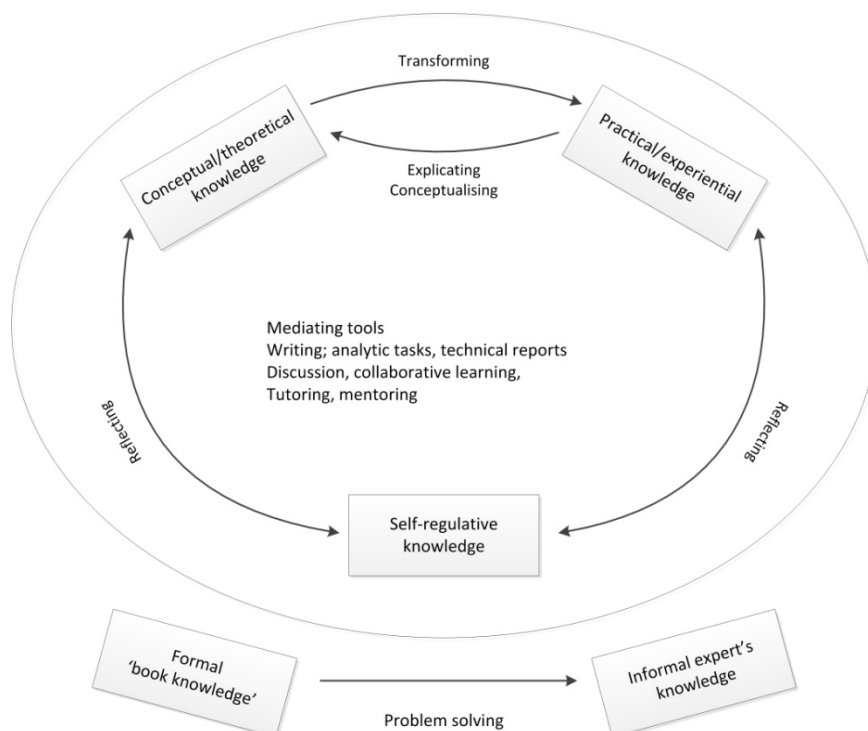 Transforming
Conceptual/theoretical
knowledge
Practical/experiential
knowledge
Explicating
Conceptualising
Mediating tools
Writing; analytic tasks, technical reports
Discussion, collaborative learning,
Tutoring, mentoring
Reflecting
Reflecting
Self-regulative
knowledge
Formal
‘book knowledge’
Informal expert’s
knowledge
Problem solving